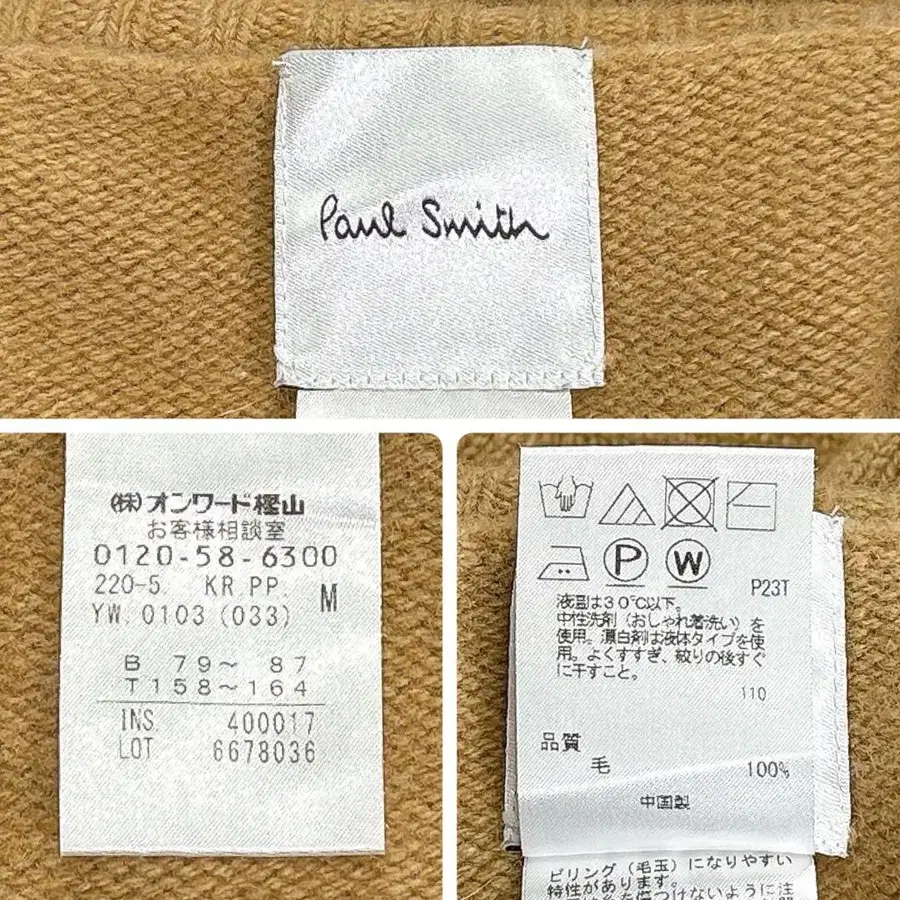 Paul Smith
㈱オンワード樫山
お客様相談室
0120-58-6300
220-5. KR.PP. M
YW.0103(033)
B 79～ 87
T158～164
INS. 400017
LOT 6678036
P W
P23T
液温は30℃以下。
中性洗剤（おしゃれ着洗い）を
使用。漂白剤は液体タイプを使
用。よくすすぎ、絞りの後すぐ
に干すこと。
110
品質
毛 100%
中国製
ピリング（毛玉）になりやすい
特性があります。